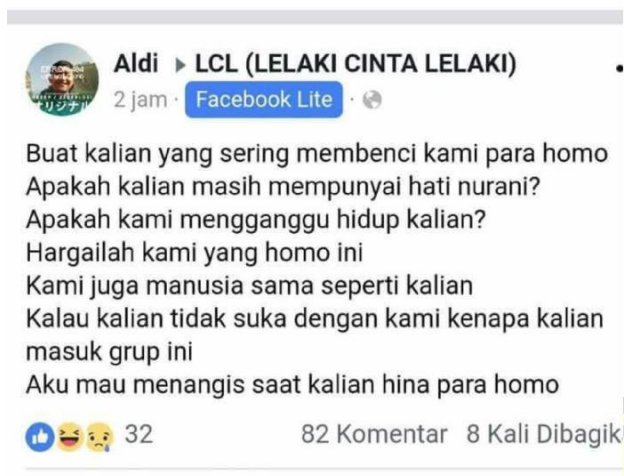 Aldi ▸ LCL (LELAKI CINTA LELAKI)
2 jam · Facebook Lite ·
Buat kalian yang sering membenci kami para homo
Apakah kalian masih mempunyai hati nurani?
Apakah kami mengganggu hidup kalian?
Hargailah kami yang homo ini
Kami juga manusia sama seperti kalian
Kalau kalian tidak suka dengan kami kenapa kalian
masuk grup ini
Aku mau menangis saat kalian hina para homo
32 82 Komentar 8 Kali Dibagik